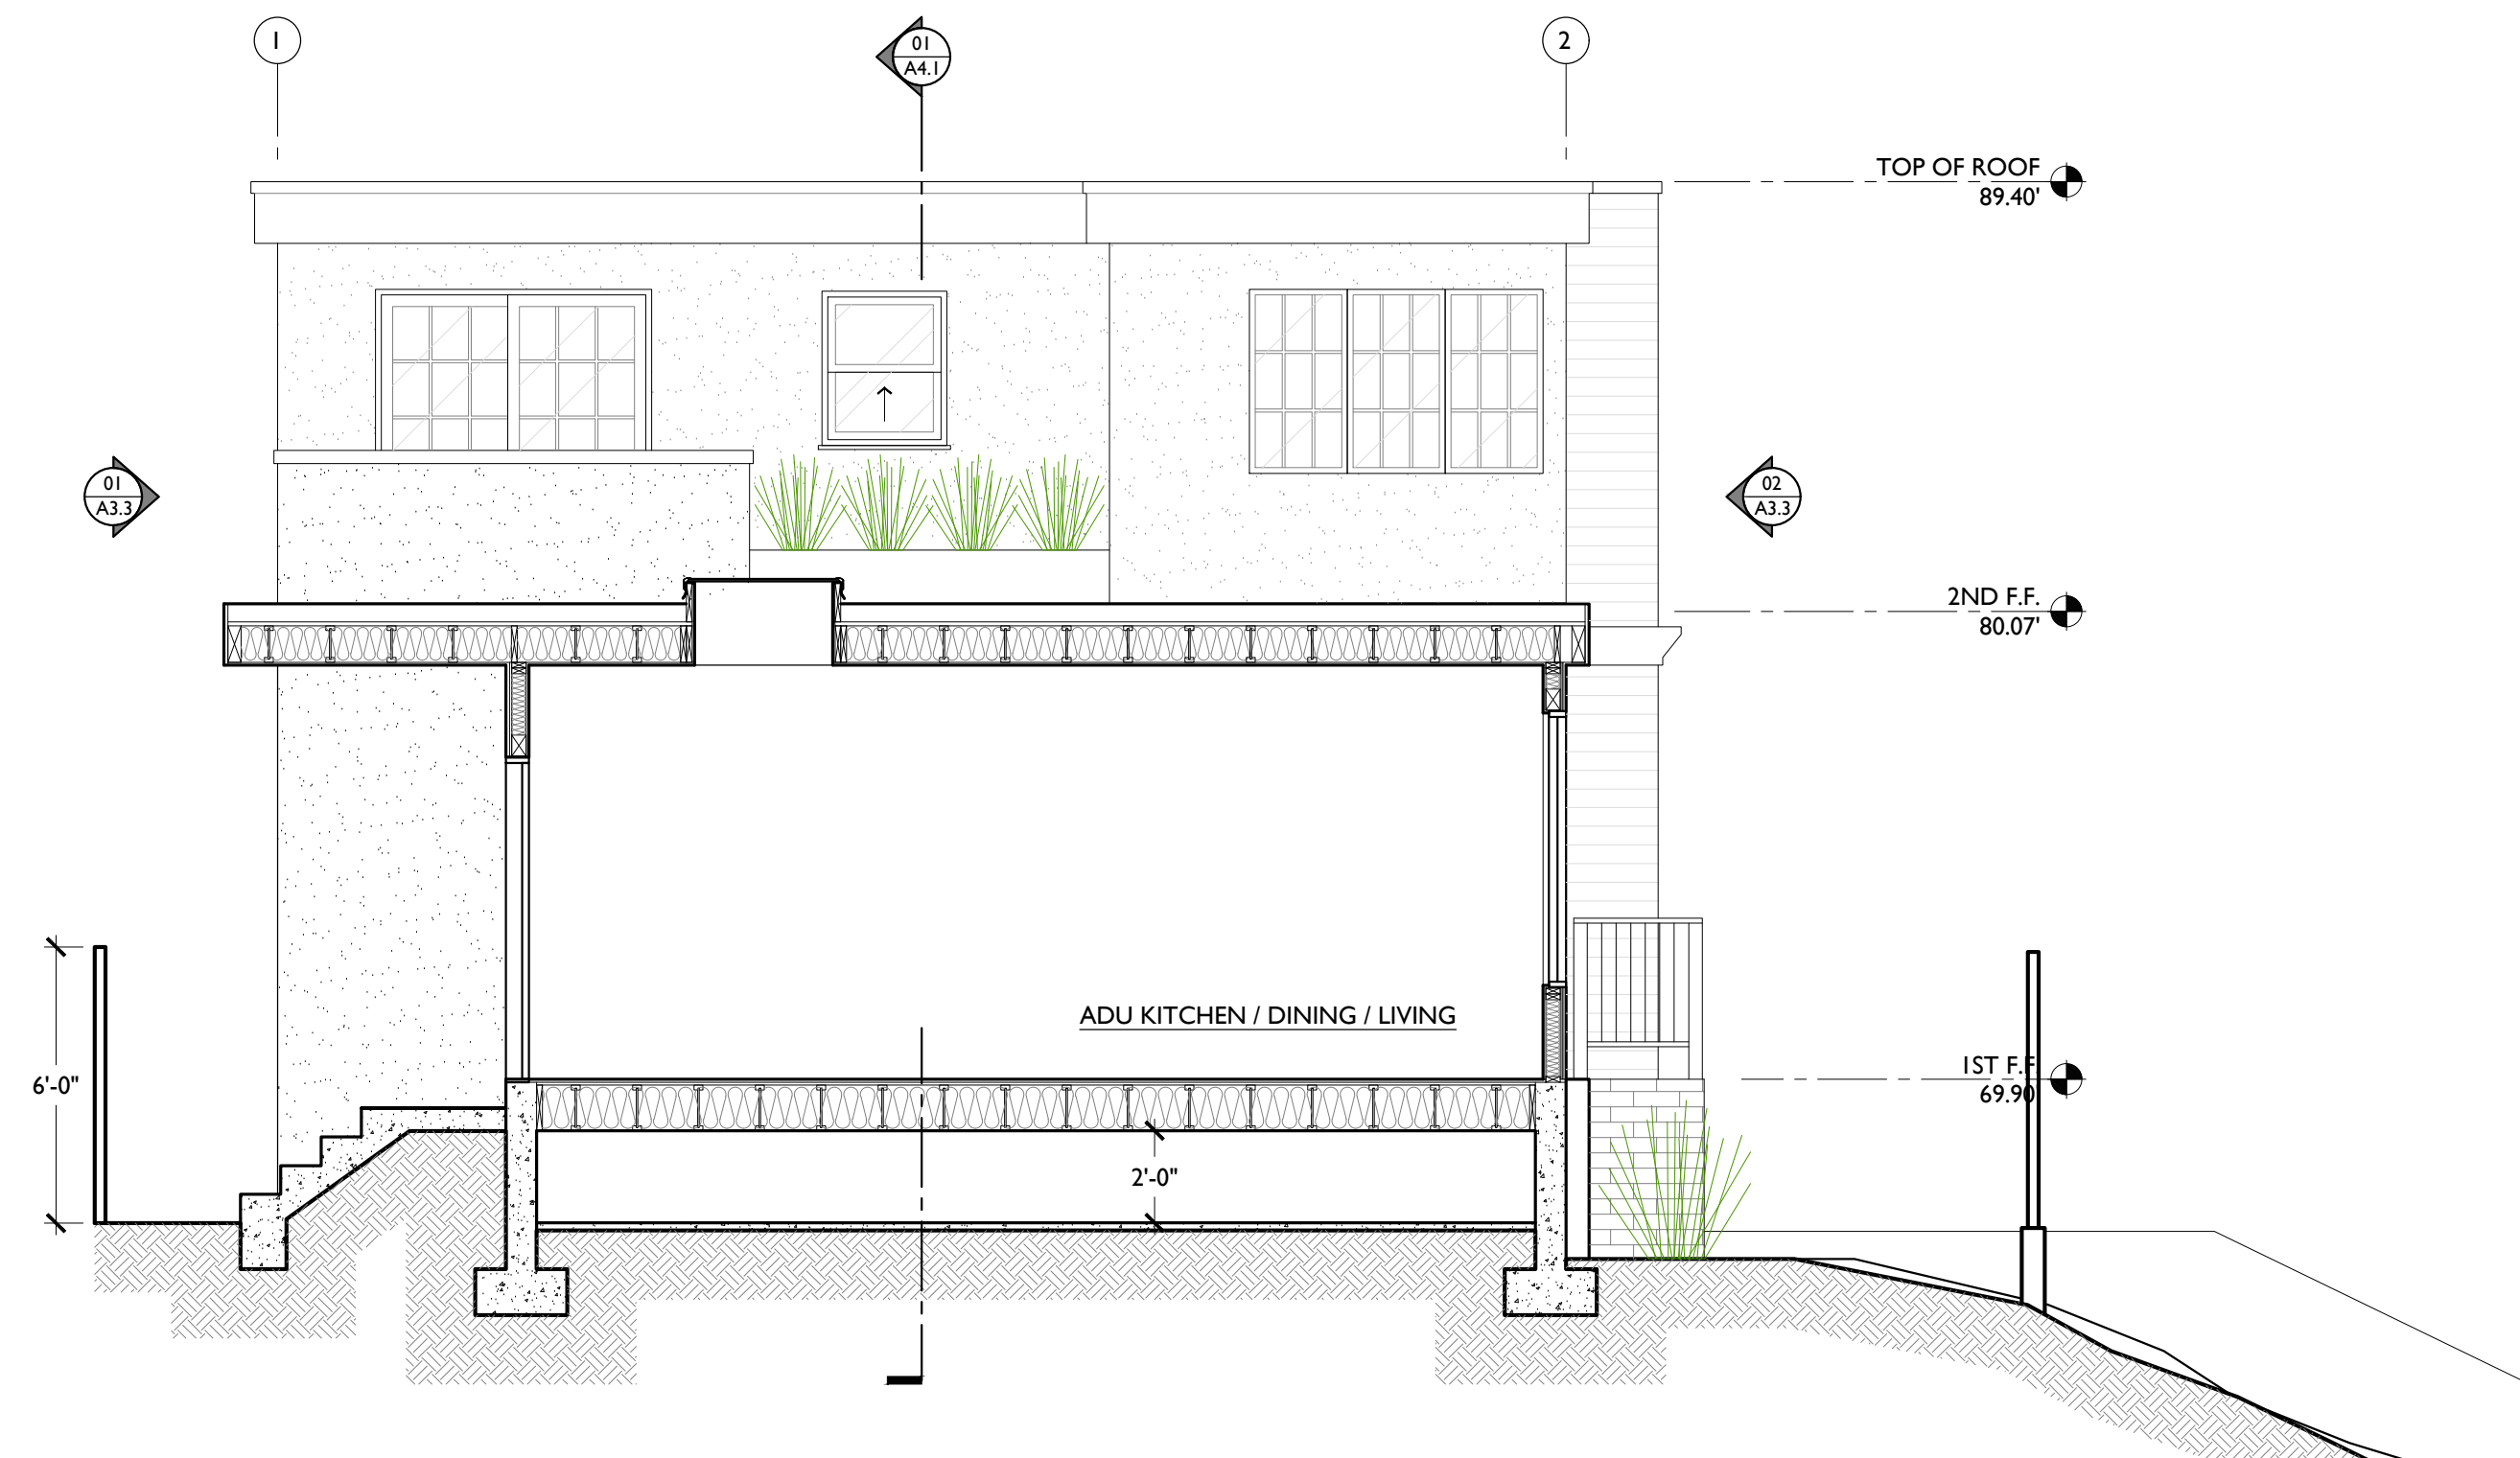 1
01
A4.1
2
TOP OF ROOF
89.40'
01
A3.3
02
A3.3
2ND F.F.
80.07'
ADU KITCHEN / DINING / LIVING
6'-0"
1ST F.F.
69.90'
2'-0"